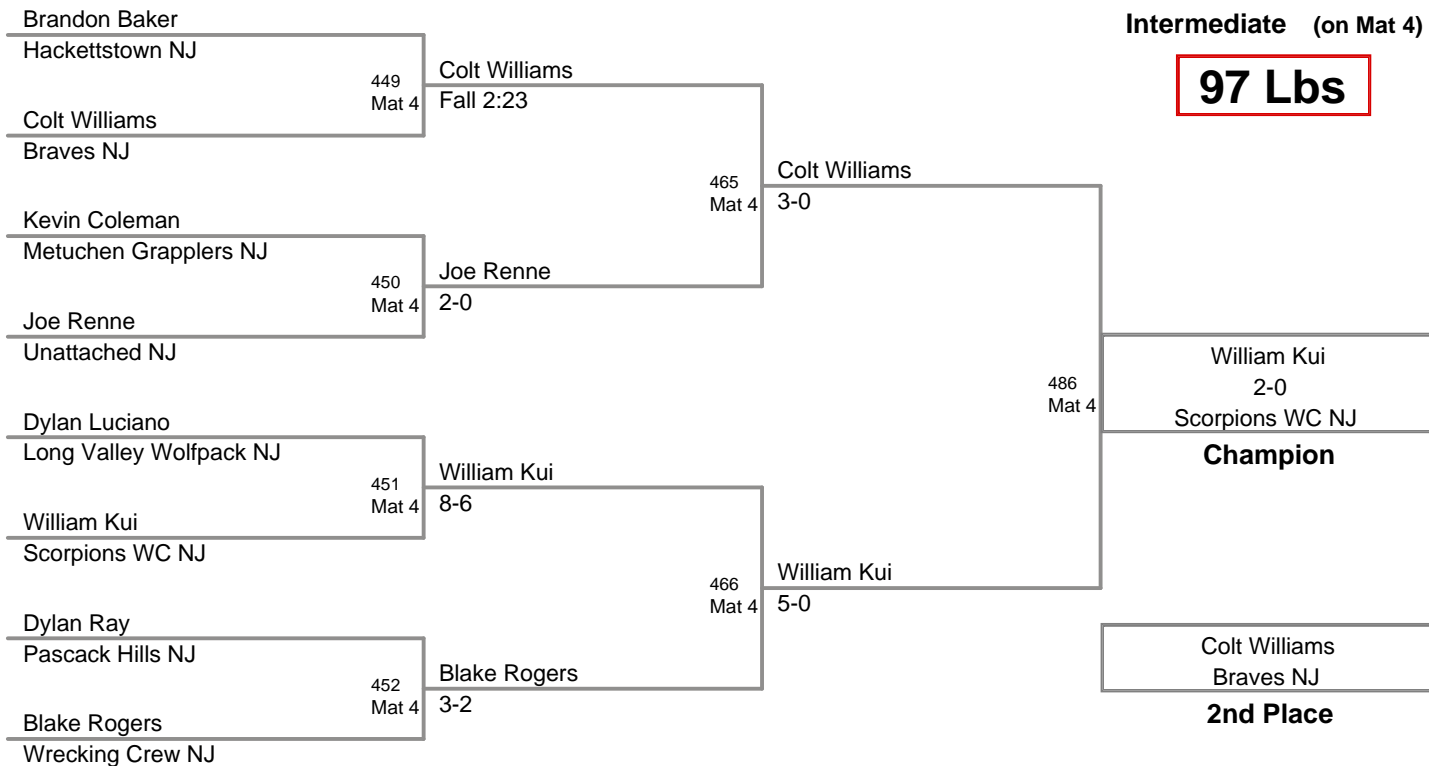 Brandon Baker
Hackettstown NJ
449
Mat 4
Colt Williams
Fall 2:23
Colt Williams
Braves NJ
465
Mat 4
Colt Williams
3-0
Kevin Coleman
Metuchen Grapplers NJ
450
Mat 4
Joe Renne
2-0
Joe Renne
Unattached NJ
Dylan Luciano
Long Valley Wolfpack NJ
451
Mat 4
William Kui
8-6
William Kui
Scorpions WC NJ
466
Mat 4
William Kui
5-0
Dylan Ray
Pascack Hills NJ
452
Mat 4
Blake Rogers
3-2
Blake Rogers
Wrecking Crew NJ
486
Mat 4
Intermediate (on Mat 4)
97 Lbs
William Kui
2-0
Scorpions WC NJ
Champion
Colt Williams
Braves NJ
2nd Place